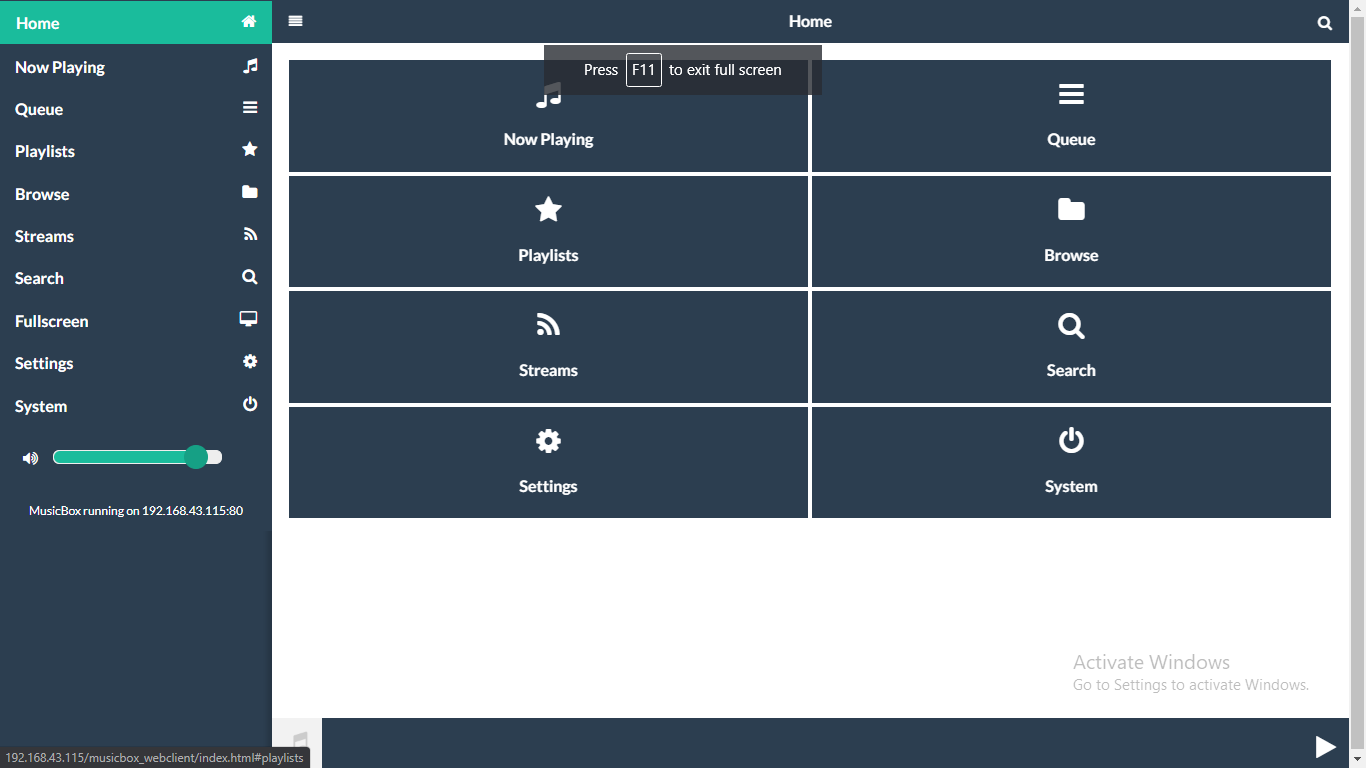 Home
Now Playing
Queue
Playlists
Browse
Streams
Search
Fullscreen
Settings
System
MusicBox running on 192.168.43.115:80
Home
Press F11 to exit full screen
Now Playing
Queue
Playlists
Browse
Streams
Search
Settings
System
Activate Windows
Go to Settings to activate Windows.
192.168.43.115/musicbox_webclient/index.html#playlists